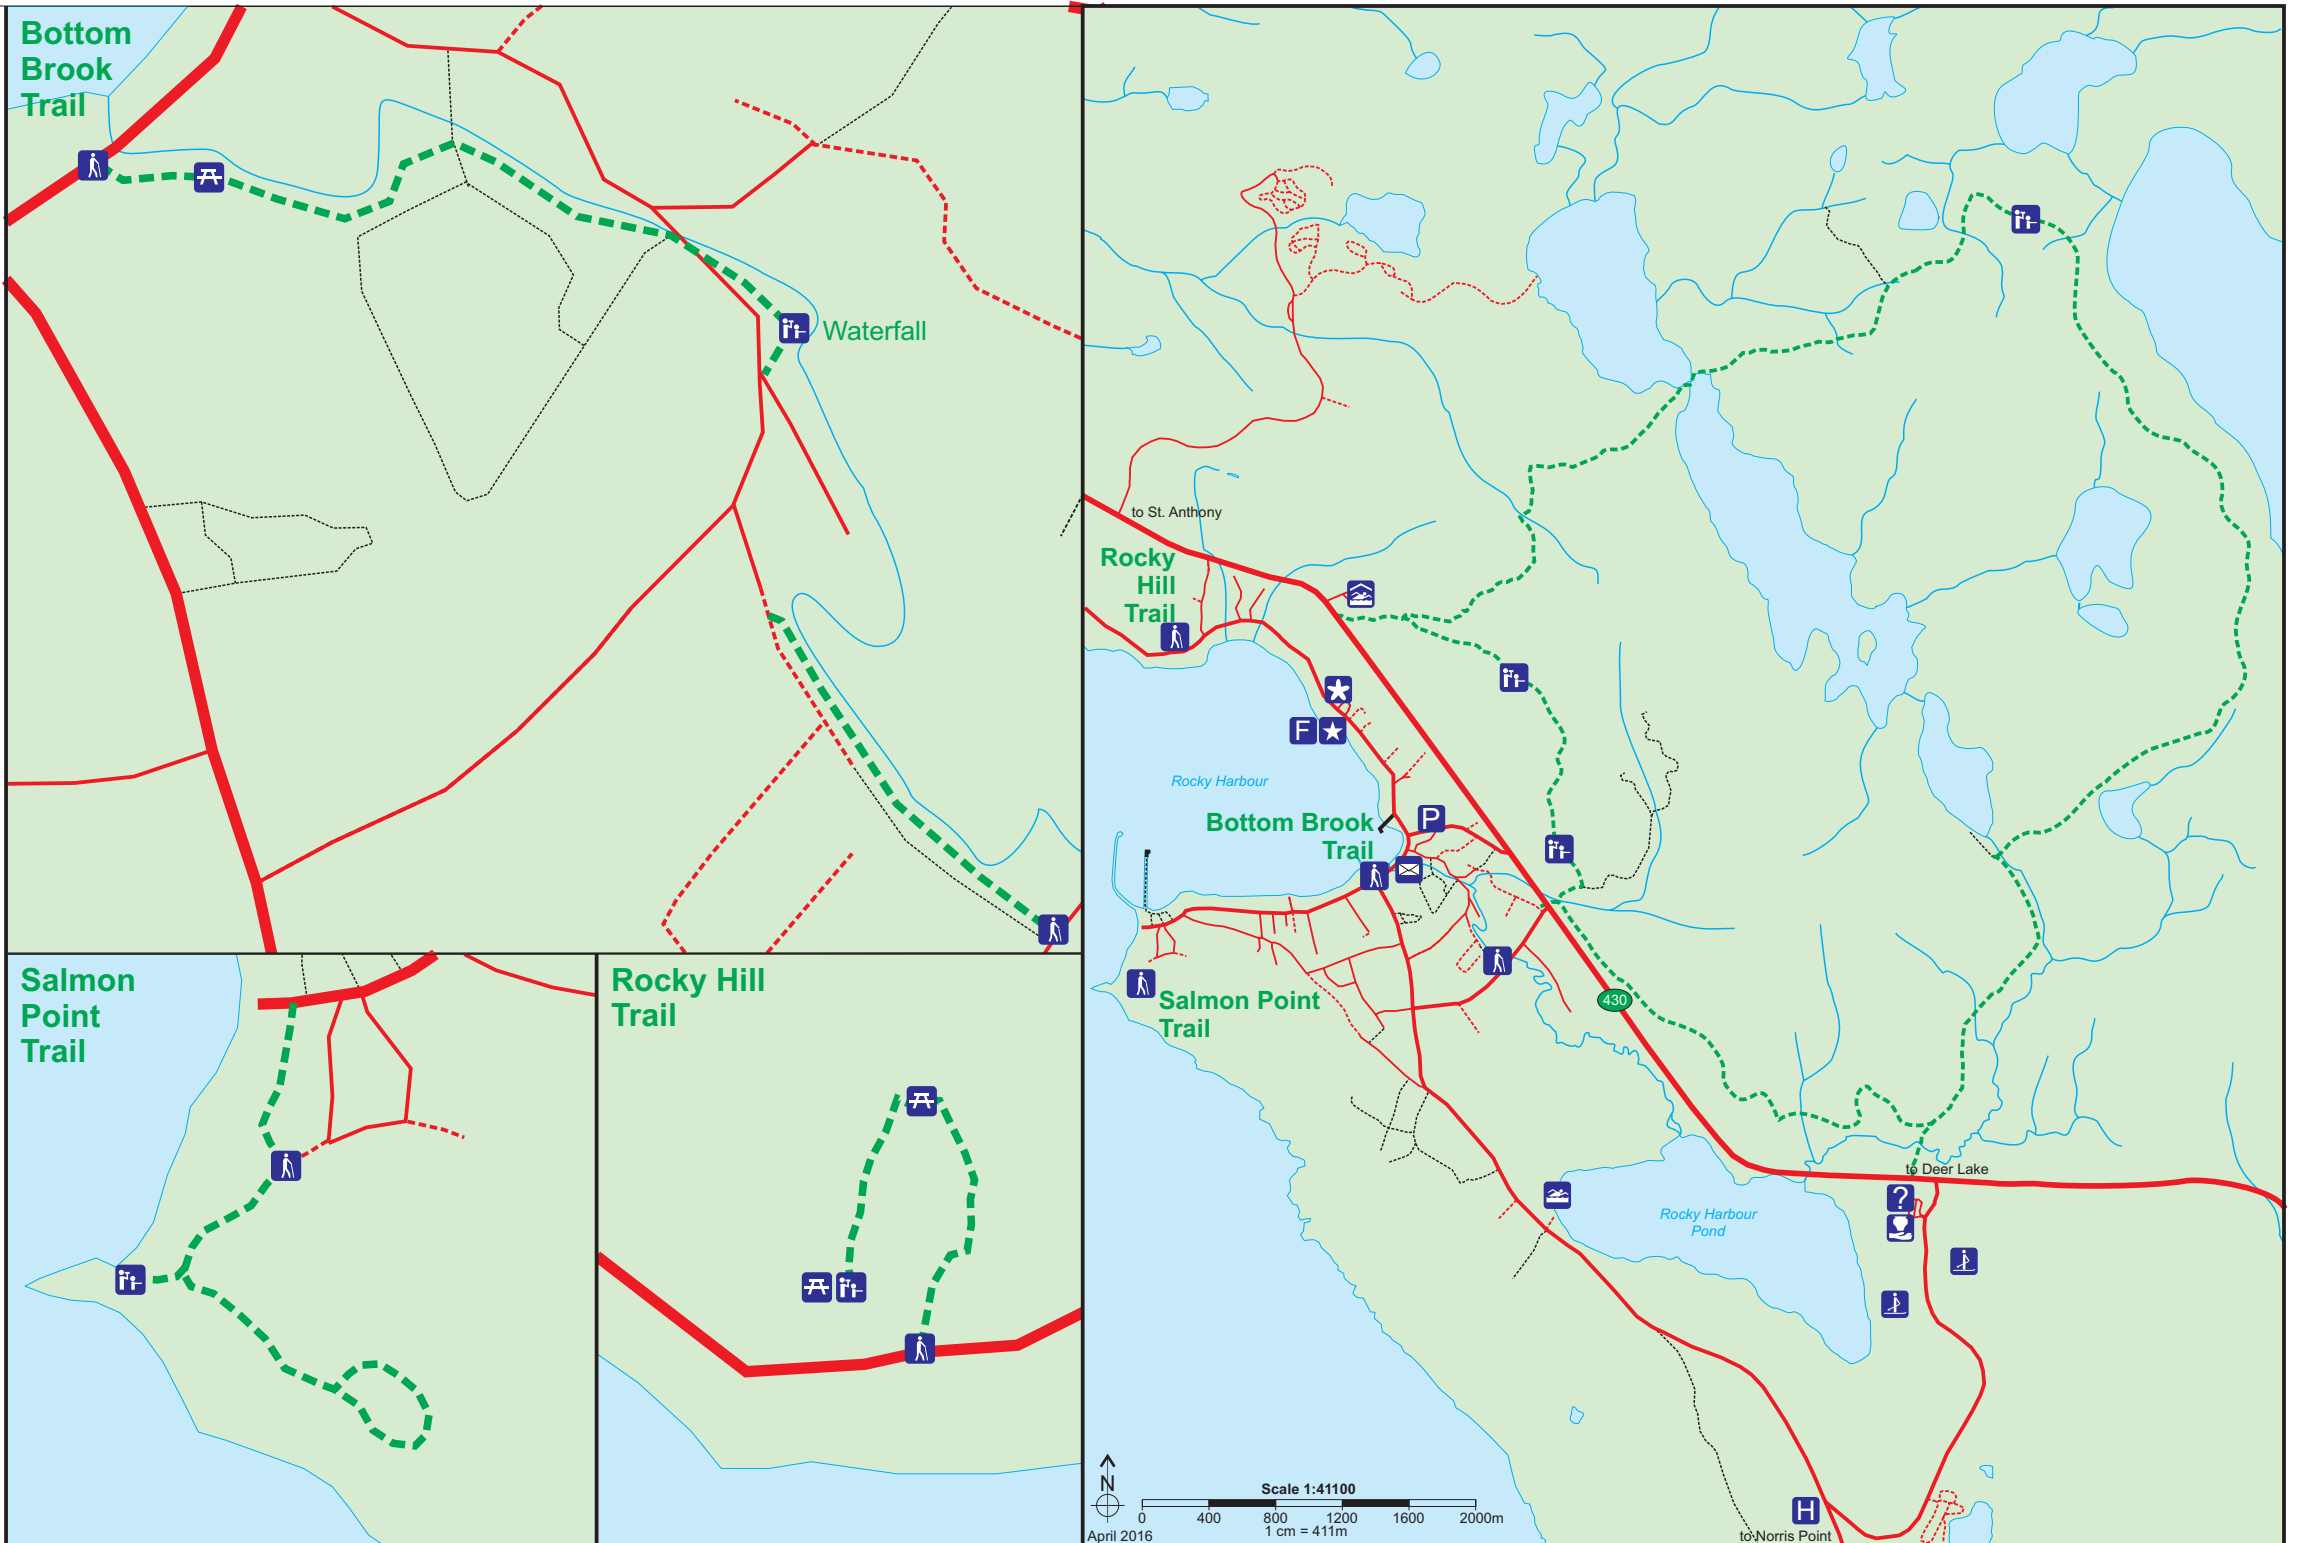 Bottom
Brook
Trail
Waterfall
Salmon
Point
Trail
Rocky Hill
Trail
to St. Anthony
Rocky
Hill
Trail
F
Rocky Harbour
Bottom Brook
Trail
P
430
Salmon Point
Trail
to Deer Lake
?
Rocky Harbour
Pond
N
Scale 1:41100
0 400 800 1200 1600 2000m
1 cm = 411m
April 2016
H
to Norris Point